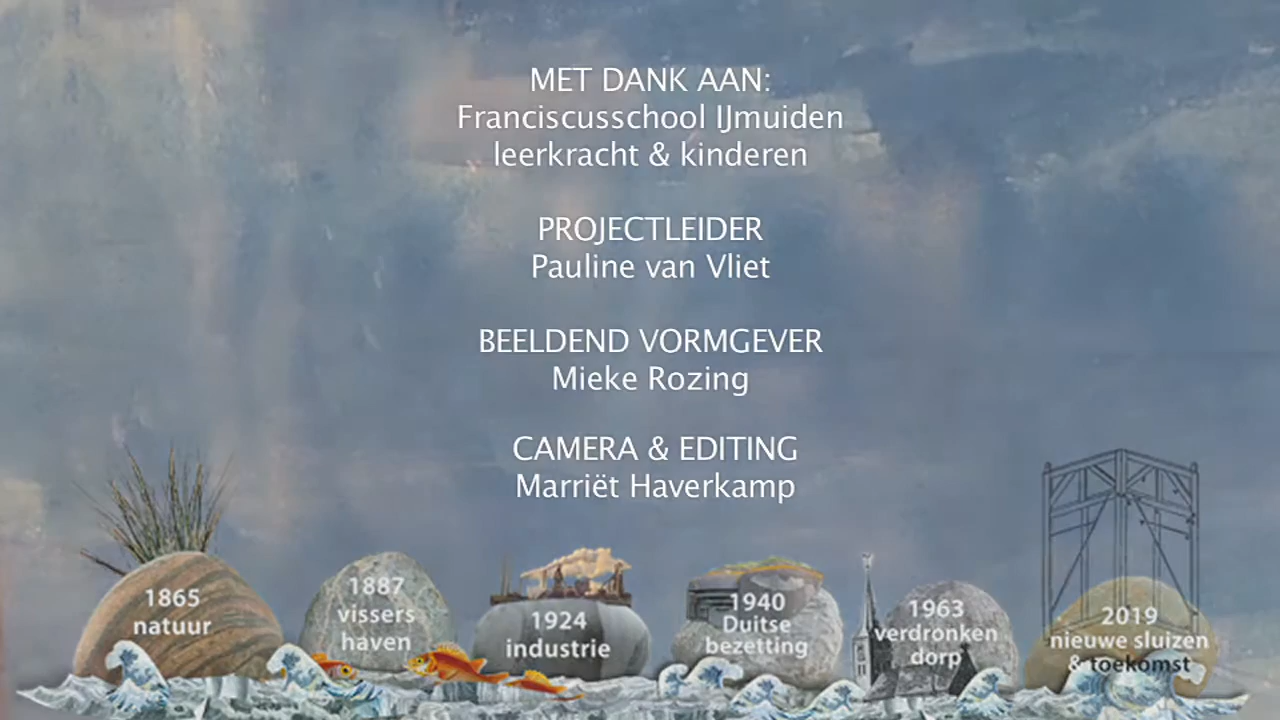 MET DANK AAN:
Franciscusschool IJmuiden
leerkracht & kinderen
PROJECTLEIDER
Pauline van Vliet
BEELDEND VORMGEVER
Mieke Rozing
CAMERA & EDITING
Marriët Haverkamp
1865
natuur
1887
vissers
haven
1924
industrie
1940
Duitse
bezetting
1963
verdronken
dorp
2019
nieuwe sluizen
& toekomst